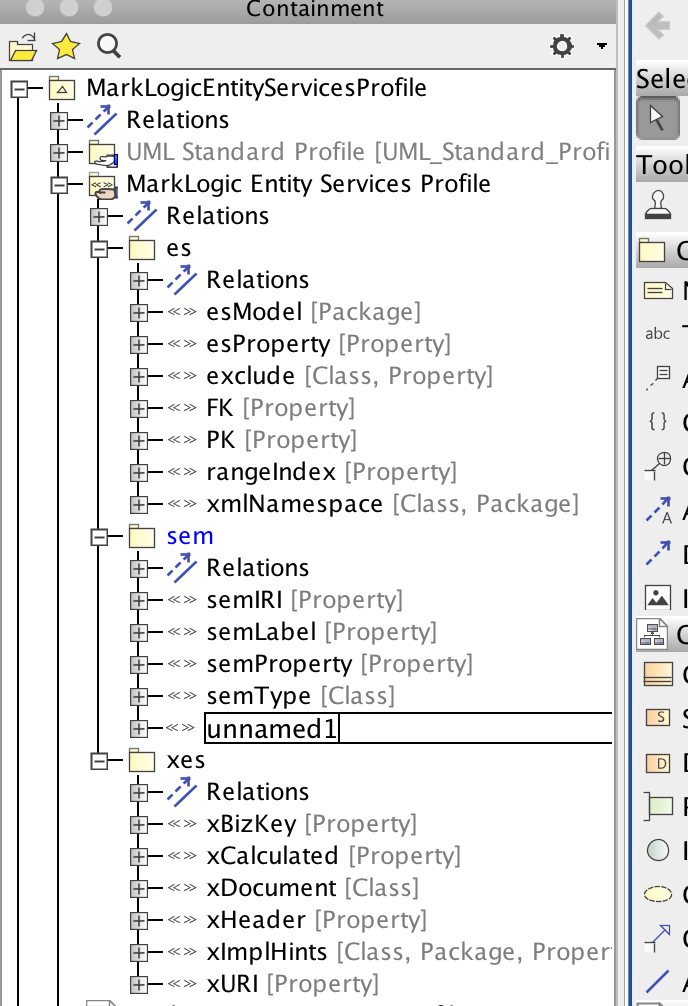 Containment
MarkLogicEntityServicesProfile
Relations
UML Standard Profile [UML_Standard_Profi
MarkLogic Entity Services Profile
Relations
es
Relations
«» esModel [Package]
«» esProperty [Property]
«» exclude [Class, Property]
«» FK [Property]
«» PK [Property]
«» rangeIndex [Property]
«» xmlNamespace [Class, Package]
sem
Relations
«» semIRI [Property]
«» semLabel [Property]
«» semProperty [Property]
«» semType [Class]
«» unnamed1
xes
Relations
«» xBizKey [Property]
«» xCalculated [Property]
«» xDocument [Class]
«» xHeader [Property]
«» xImplHints [Class, Package, Proper
«» xURI [Property]
Sele
Tool
abc
{ }
A
S
D